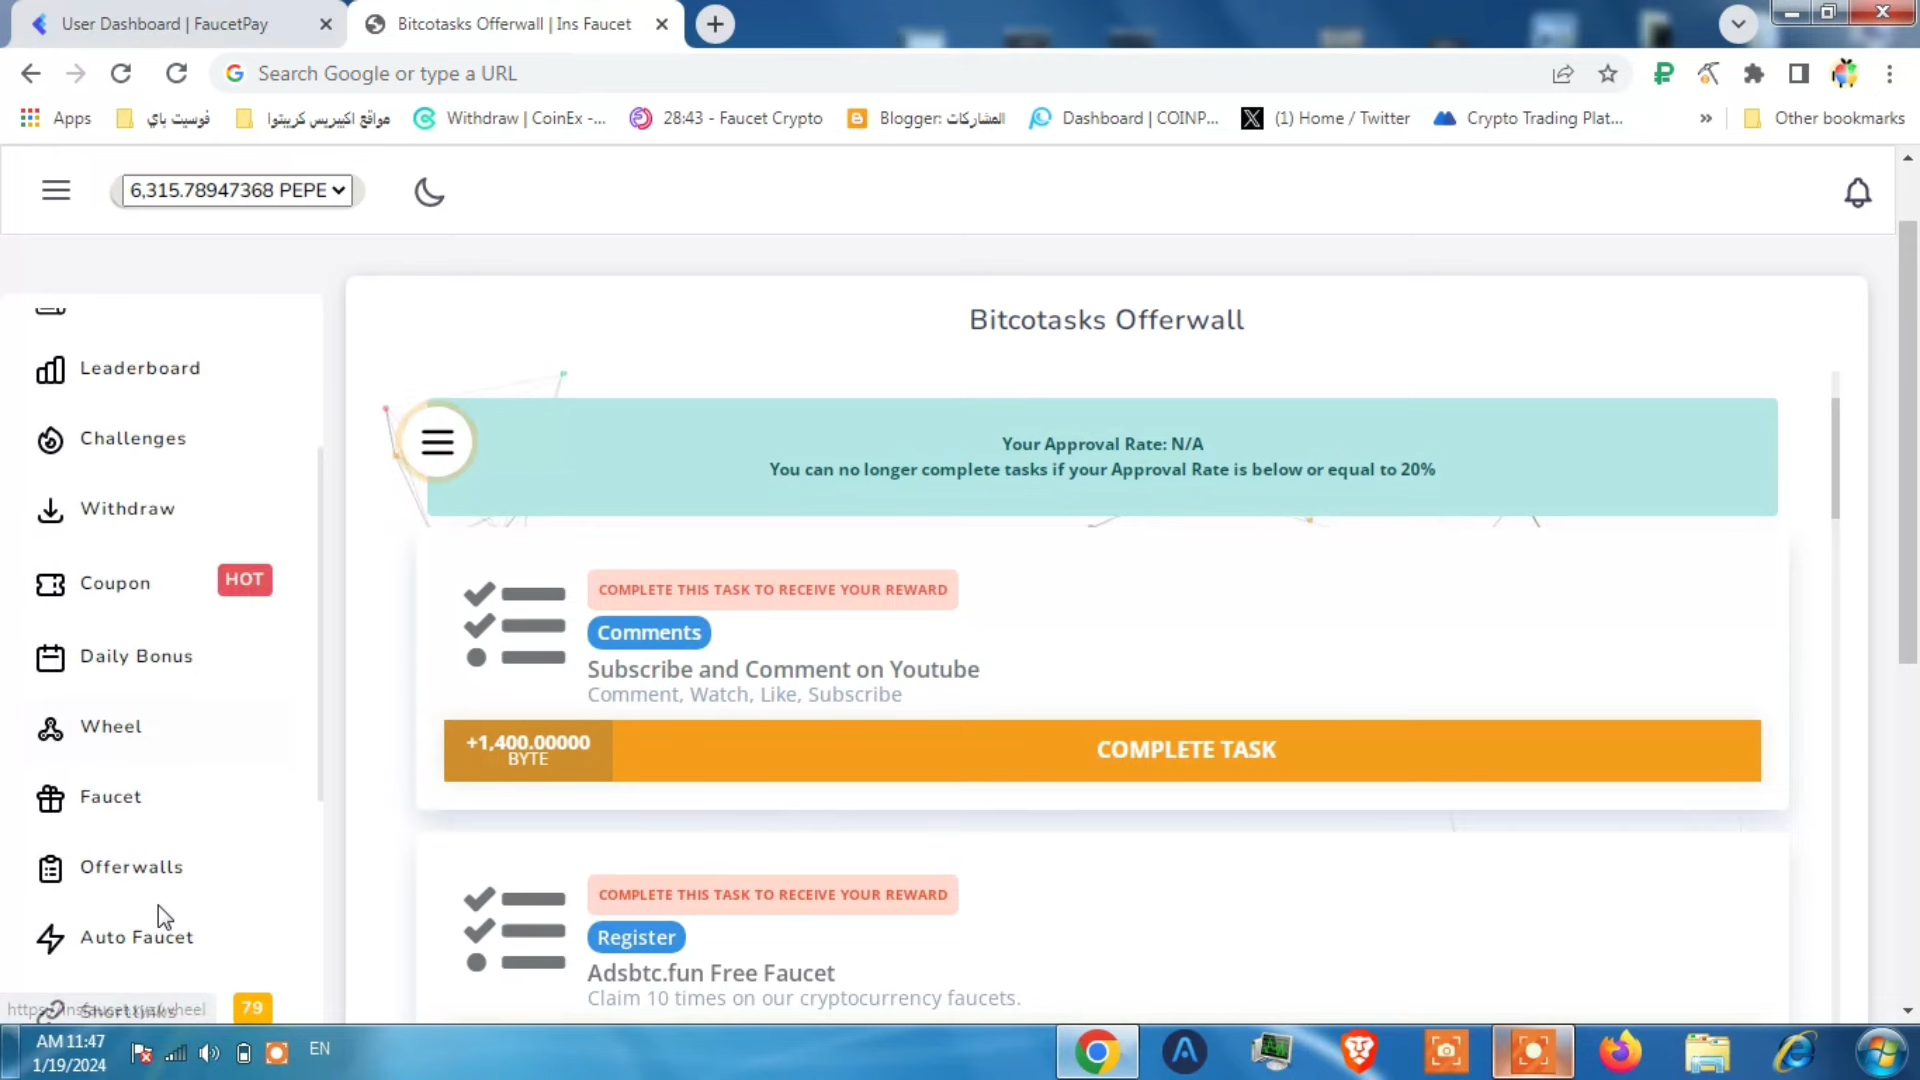 User Dashboard | FaucetPay
Bitcotasks Offerwall | Ins Faucet
Search Google or type a URL
Apps
فوسيت باي
مواقع اكسبريس كريبتوا
Withdraw | CoinEx -...
28:43 - Faucet Crypto
Blogger: المشاركات
Dashboard | COINP...
(1) Home / Twitter
Crypto Trading Plat...
»
Other bookmarks
6,315.78947368 PEPE
Leaderboard
Challenges
Withdraw
Coupon
HOT
Daily Bonus
Wheel
Faucet
Offerwalls
Auto Faucet
Shortlinks
79
Bitcotasks Offerwall
Your Approval Rate: N/A
You can no longer complete tasks if your Approval Rate is below or equal to 20%
COMPLETE THIS TASK TO RECEIVE YOUR REWARD
Comments
Subscribe and Comment on Youtube
Comment, Watch, Like, Subscribe
+1,400.00000
BYTE
COMPLETE TASK
COMPLETE THIS TASK TO RECEIVE YOUR REWARD
Register
Adsbtc.fun Free Faucet
Claim 10 times on our cryptocurrency faucets.
AM 11:47
1/19/2024
EN